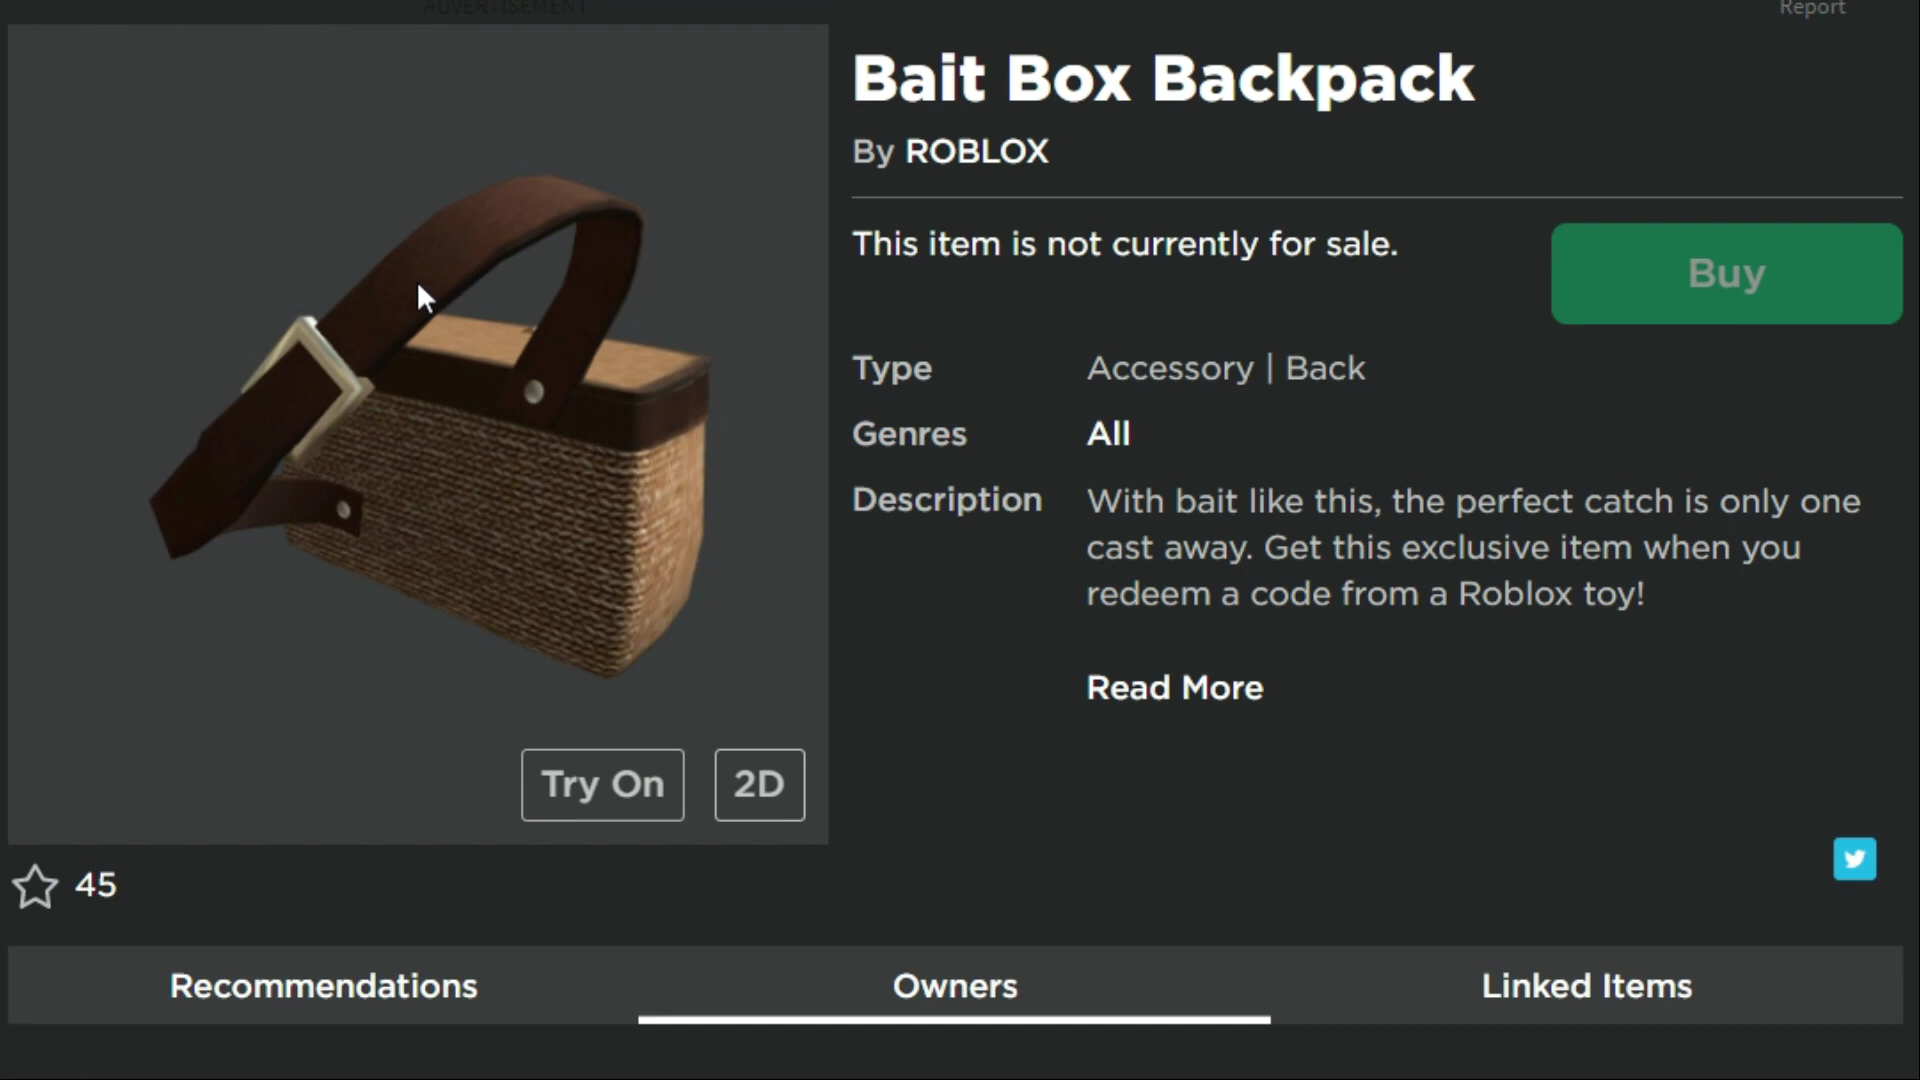 ADVERTISEMENT
Report
Bait Box Backpack
By ROBLOX
This item is not currently for sale.
Buy
Type Accessory | Back
Genres All
Description With bait like this, the perfect catch is only one
cast away. Get this exclusive item when you
redeem a code from a Roblox toy!
Read More
Try On 2D
45
Recommendations Owners Linked Items